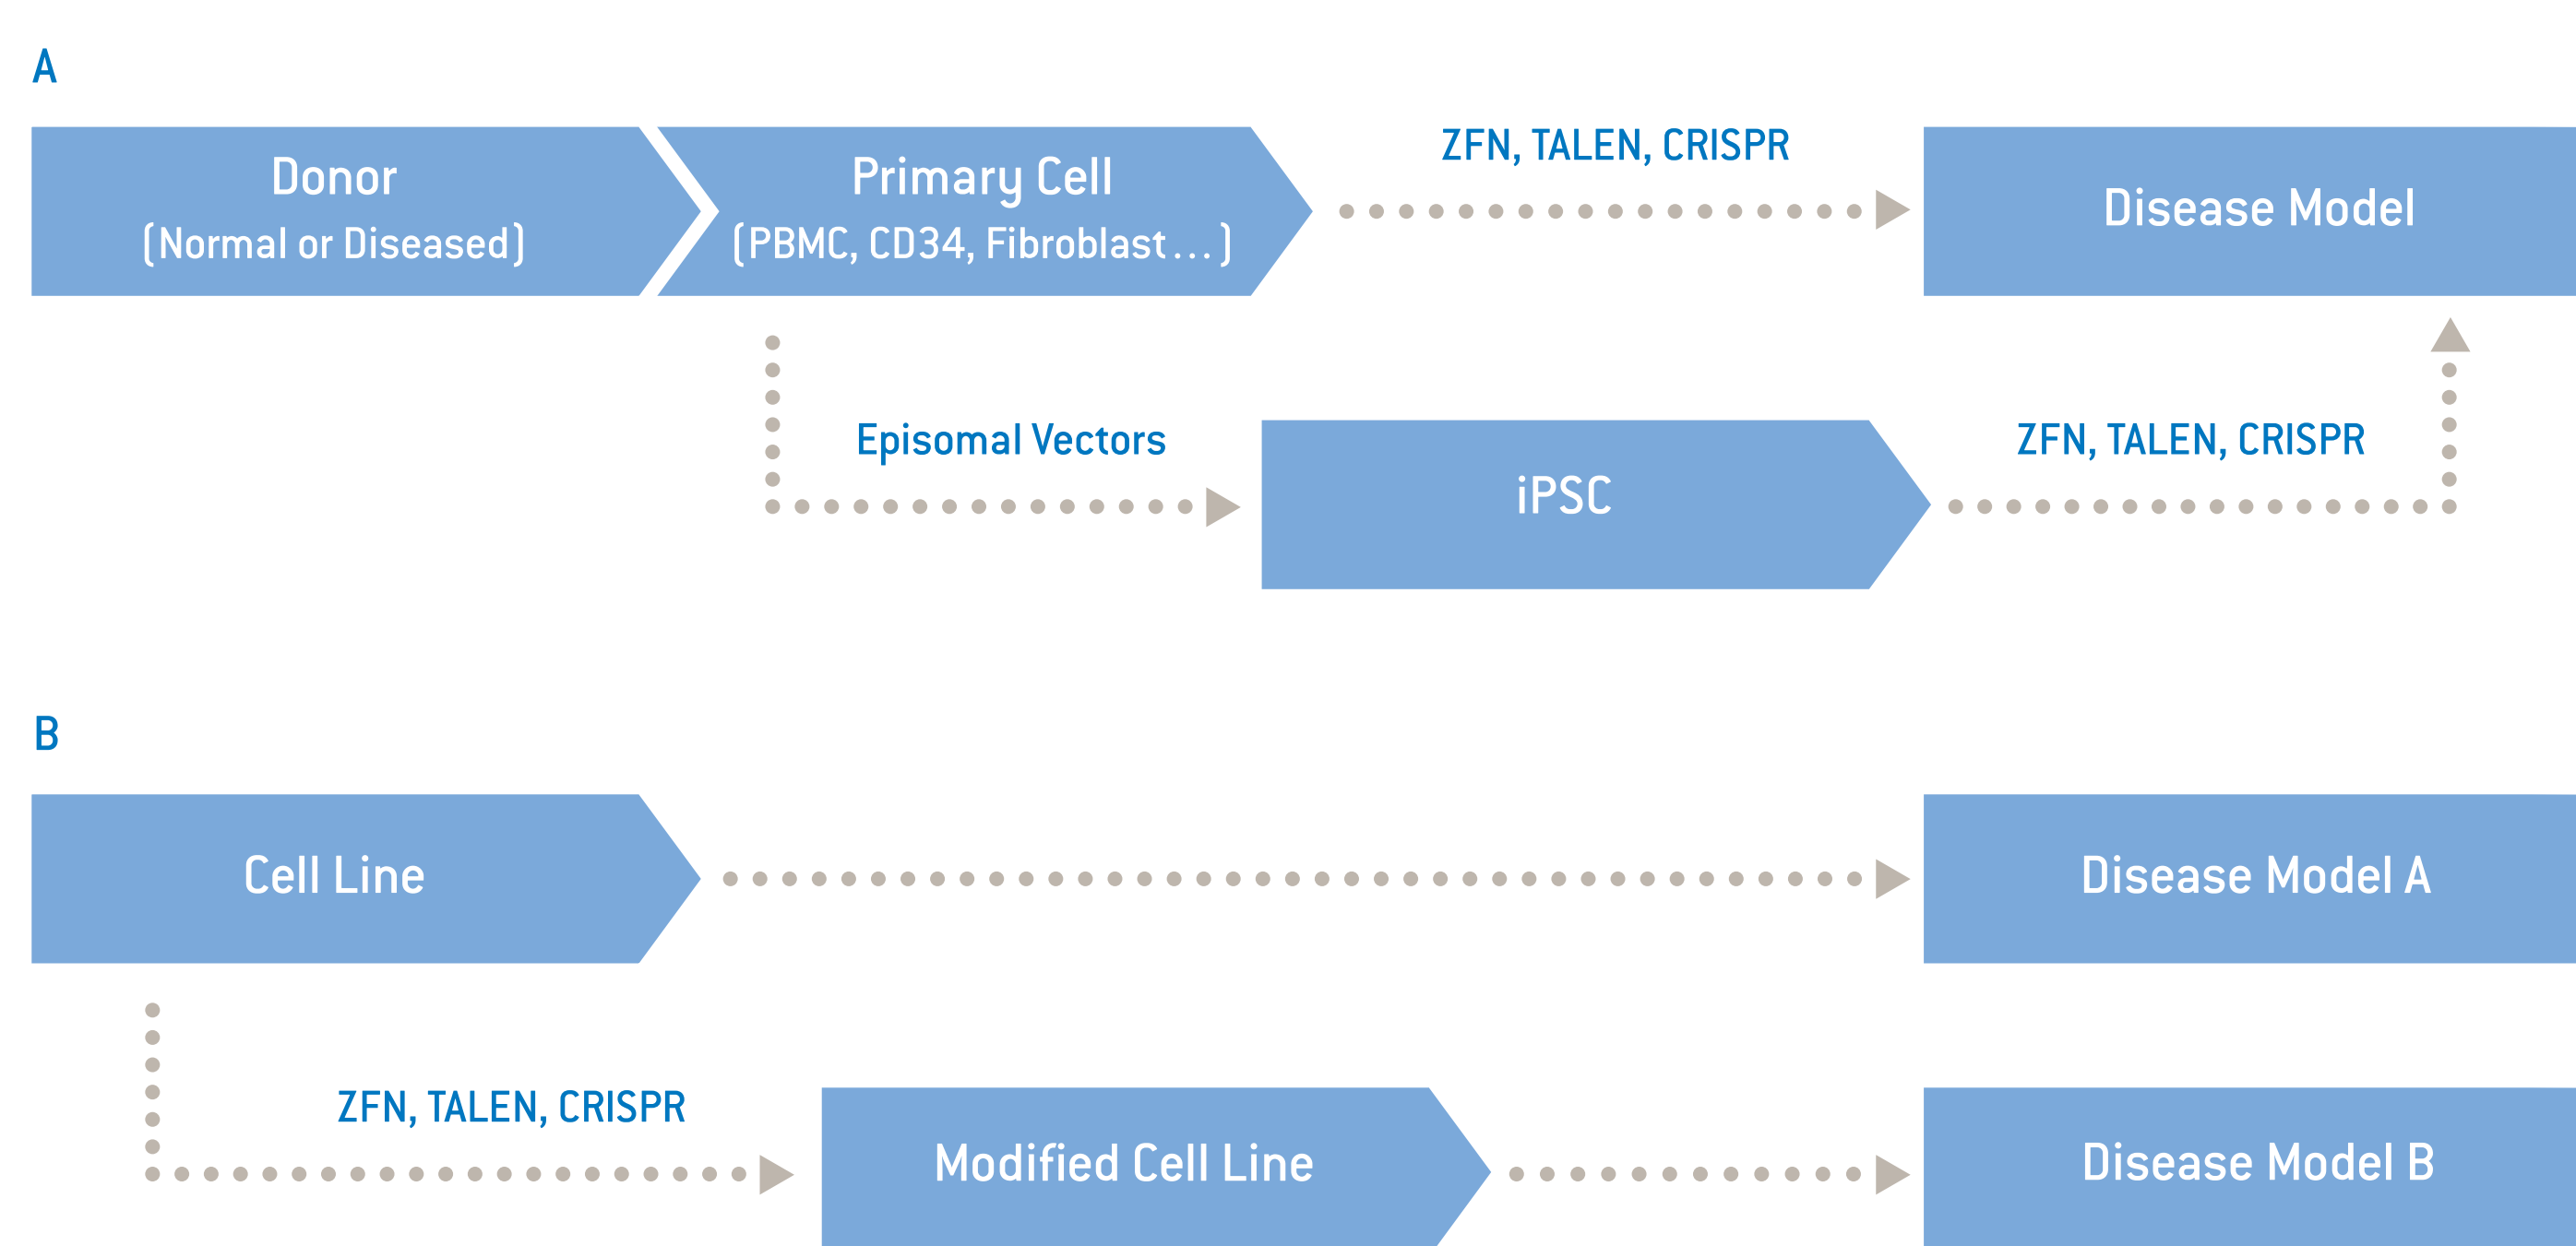 A
Donor
(Normal or Diseased)
Primary Cell
(PBMC, CD34, Fibroblast...)
ZFN, TALEN, CRISPR
Disease Model
Episomal Vectors
iPSC
ZFN, TALEN, CRISPR
B
Cell Line
Disease Model A
ZFN, TALEN, CRISPR
Modified Cell Line
Disease Model B